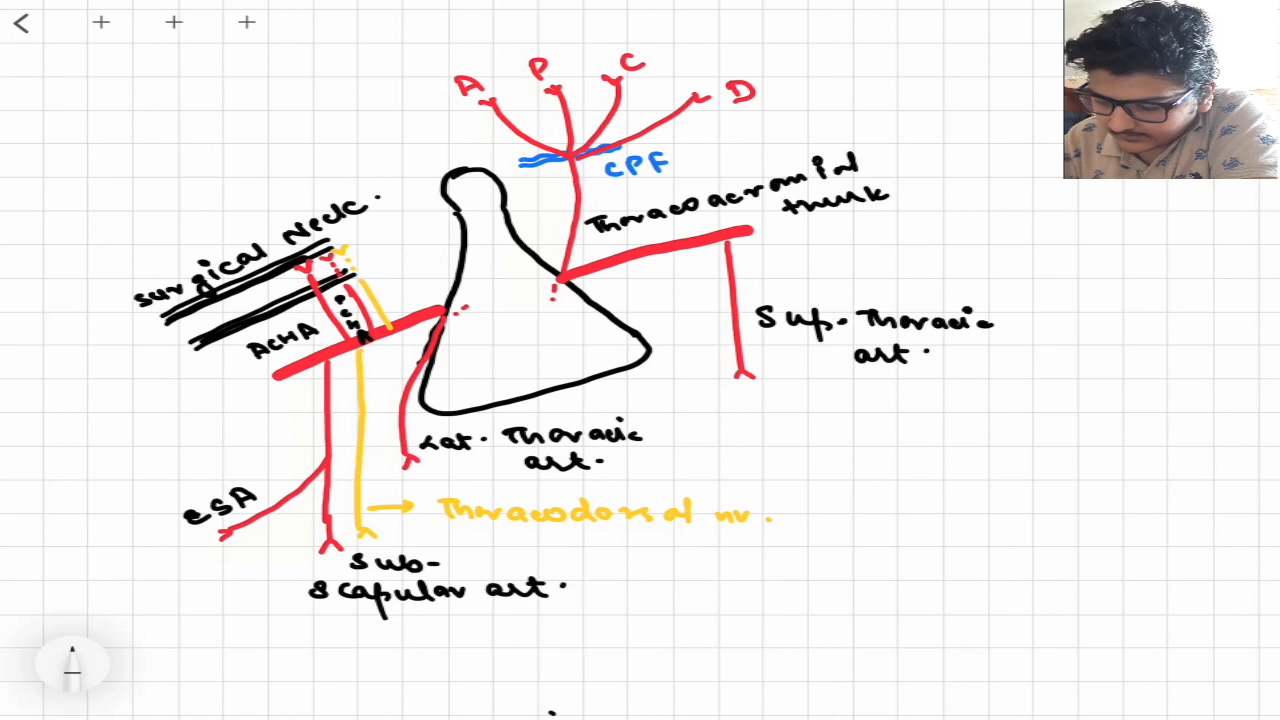 A P C D
CPF
Thoracoacromial
trunk
Surgical Neck.
ACHA
PCHA
Sup. Thoracic
art.
Lat. Thoracic
art.
CSA
Thoracodorsal nv.
Sub-
scapular art.